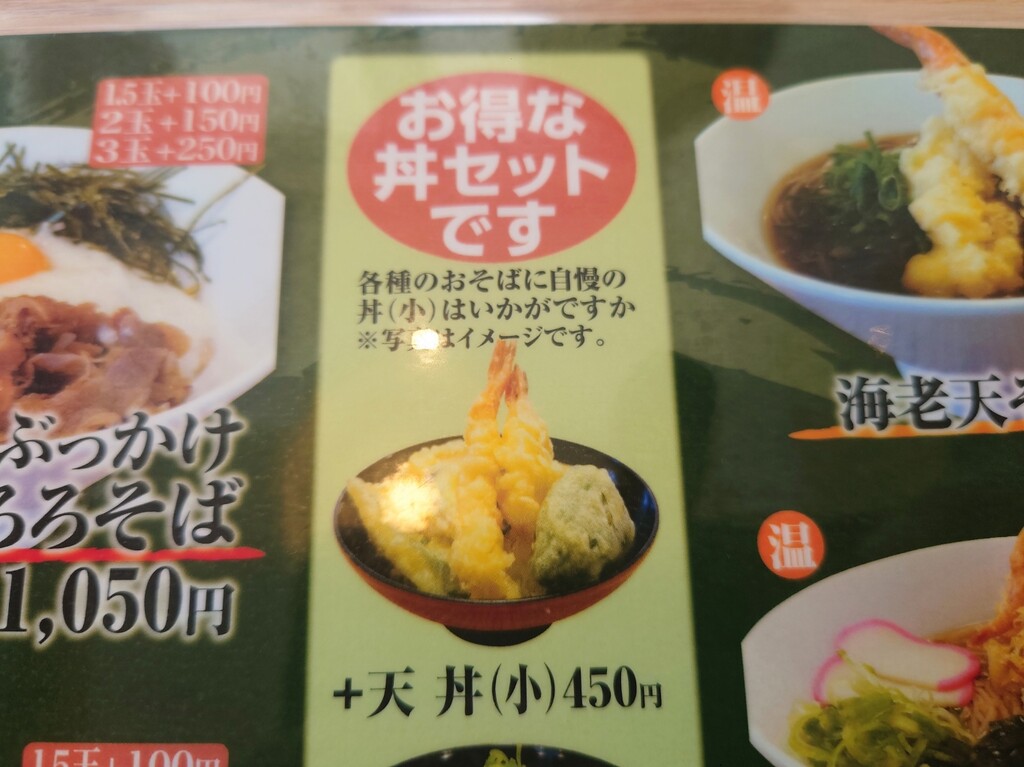 1.5玉+100円
2玉+150円
3玉+250円
ぶっかけ
ろろそば
1,050円
お得な
丼セット
です
各種のおそばに自慢の
丼(小)はいかがですか
※写真はイメージです。
+天 丼(小)450円
温
海老天そ
温
1.5玉+100円